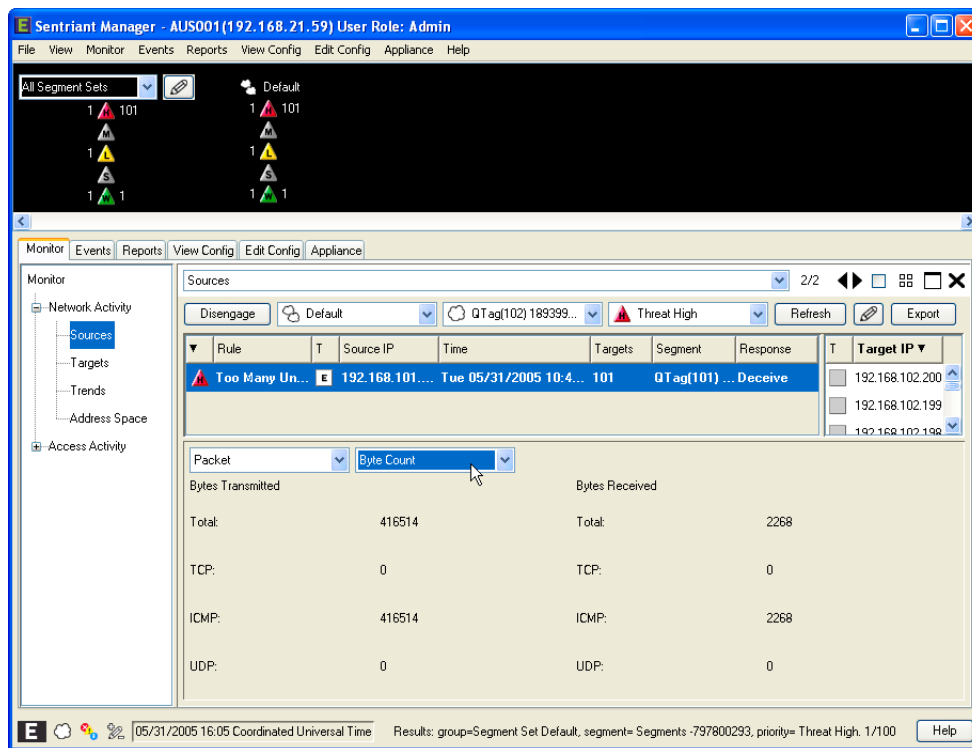 E Sentriant Manager - AUS001(192.168.21.59) User Role: Admin
File View Monitor Events Reports View Config Edit Config Appliance Help
All Segment Sets Default
1 H 101 1 H 101
M M
1 L 1 L
S S
1 W 1 1 W 1
Monitor Events Reports View Config Edit Config Appliance
Monitor
Network Activity
Sources
Targets
Trends
Address Space
Access Activity
Sources 2/2
Disengage Default QTag(102) 189399... H Threat High Refresh Export
Rule T Source IP Time Targets Segment Response T Target IP
H Too Many Un... E 192.168.101.... Tue 05/31/2005 10:4... 101 QTag(101) ... Deceive
192.168.102.200
192.168.102.199
192.168.102.198
Packet Byte Count
Bytes Transmitted Bytes Received
Total: 416514 Total: 2268
TCP: 0 TCP: 0
ICMP: 416514 ICMP: 2268
UDP: 0 UDP: 0
E 05/31/2005 16:05 Coordinated Universal Time Results: group=Segment Set Default, segment= Segments -797800293, priority= Threat High. 1/100 Help